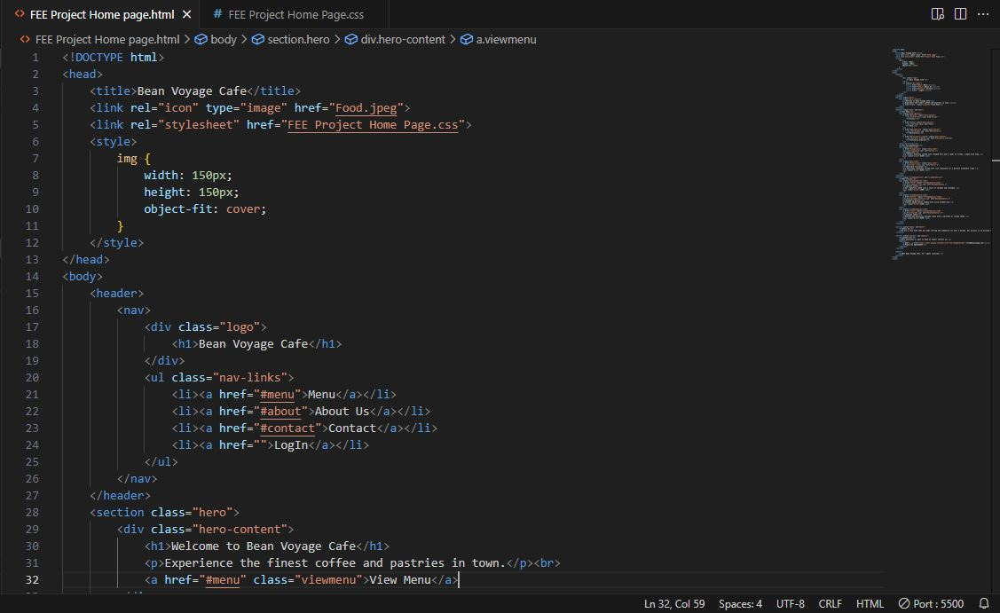 FEE Project Home page.html
FEE Project Home Page.css
FEE Project Home page.html > body > section.hero > div.hero-content > a.viewmenu
1 <!DOCTYPE html>
2 <head>
3 <title>Bean Voyage Cafe</title>
4 <link rel="icon" type="image" href="Food.jpeg">
5 <link rel="stylesheet" href="FEE Project Home Page.css">
6 <style>
7 img {
8 width: 150px;
9 height: 150px;
10 object-fit: cover;
11 }
12 </style>
13 </head>
14 <body>
15 <header>
16 <nav>
17 <div class="logo">
18 <h1>Bean Voyage Cafe</h1>
19 </div>
20 <ul class="nav-links">
21 <li><a href="#menu">Menu</a></li>
22 <li><a href="#about">About Us</a></li>
23 <li><a href="#contact">Contact</a></li>
24 <li><a href="">LogIn</a></li>
25 </ul>
26 </nav>
27 </header>
28 <section class="hero">
29 <div class="hero-content">
30 <h1>Welcome to Bean Voyage Cafe</h1>
31 <p>Experience the finest coffee and pastries in town.</p><br>
32 <a href="#menu" class="viewmenu">View Menu</a>
Ln 32, Col 59 Spaces: 4 UTF-8 CRLF HTML Port : 5500